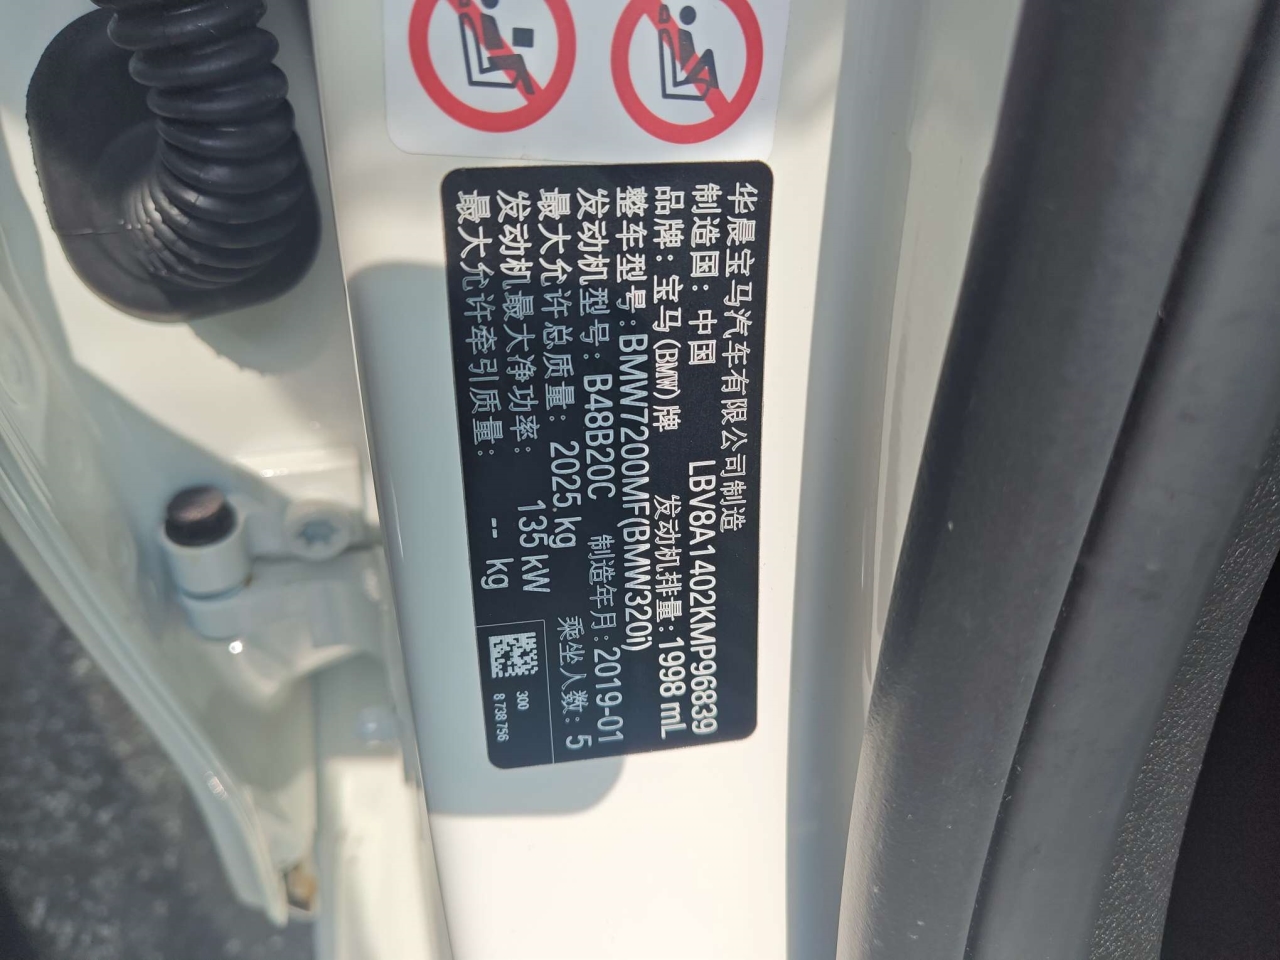 华晨宝马汽车有限公司制造
制造国：中国 LBV8A1402KMP96839
品牌：宝马(BMW)牌 发动机排量：1998 mL
整车型号：BMW7200MF(BMW320i)
发动机型号：B48B20C 制造年月：2019-01
最大允许总质量：2025 kg 乘坐人数：5
发动机最大净功率：135 kW
最大允许牵引质量：-- kg
300
8 738 756